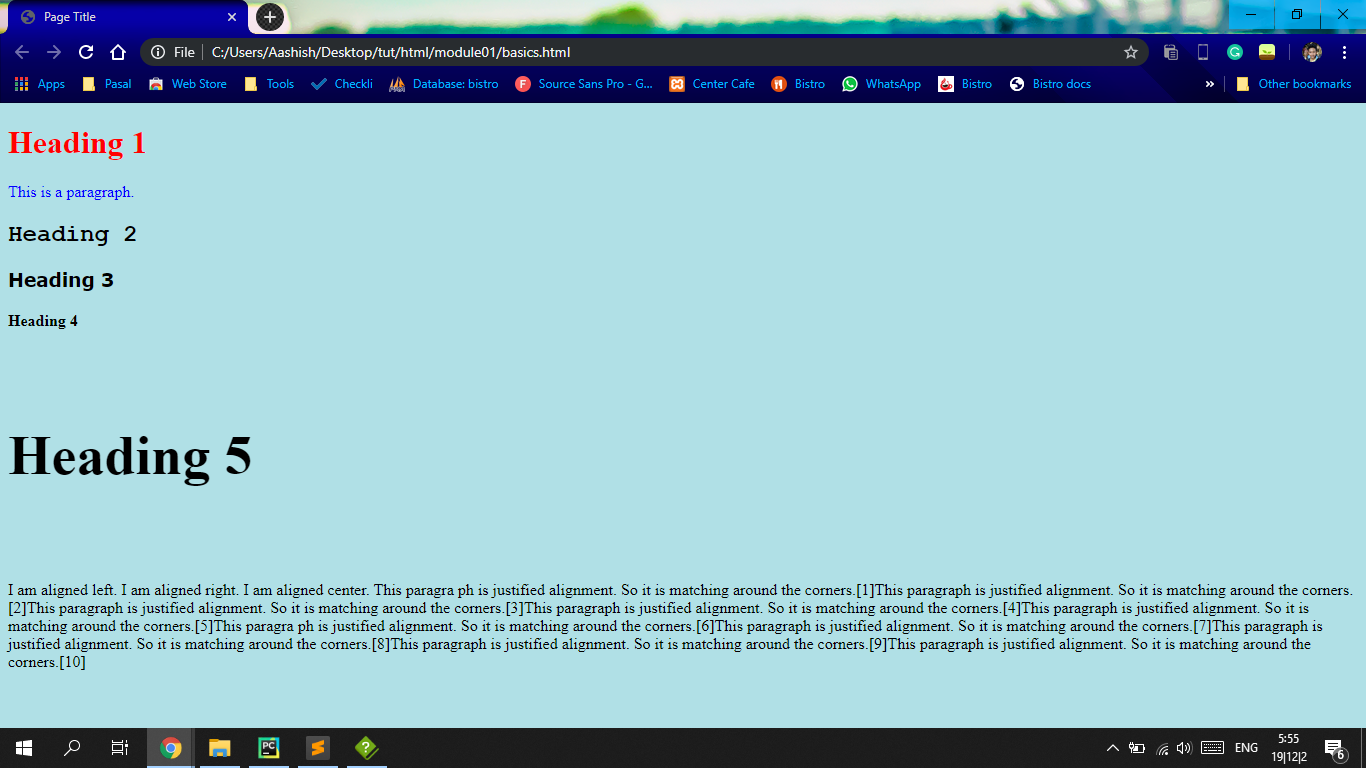 Page Title
File
C:/Users/Aashish/Desktop/tut/html/module01/basics.html
Apps Pasal Web Store Tools Checkli Database: bistro Source Sans Pro - G... Center Cafe Bistro WhatsApp Bistro Bistro docs » Other bookmarks
Heading 1
This is a paragraph.
Heading 2
Heading 3
Heading 4
Heading 5
I am aligned left. I am aligned right. I am aligned center. This paragra ph is justified alignment. So it is matching around the corners.[1]This paragraph is justified alignment. So it is matching around the corners.
[2]This paragraph is justified alignment. So it is matching around the corners.[3]This paragraph is justified alignment. So it is matching around the corners.[4]This paragraph is justified alignment. So it is
matching around the corners.[5]This paragra ph is justified alignment. So it is matching around the corners.[6]This paragraph is justified alignment. So it is matching around the corners.[7]This paragraph is
justified alignment. So it is matching around the corners.[8]This paragraph is justified alignment. So it is matching around the corners.[9]This paragraph is justified alignment. So it is matching around the
corners.[10]
PC
ENG
5:55
19|12|2
6